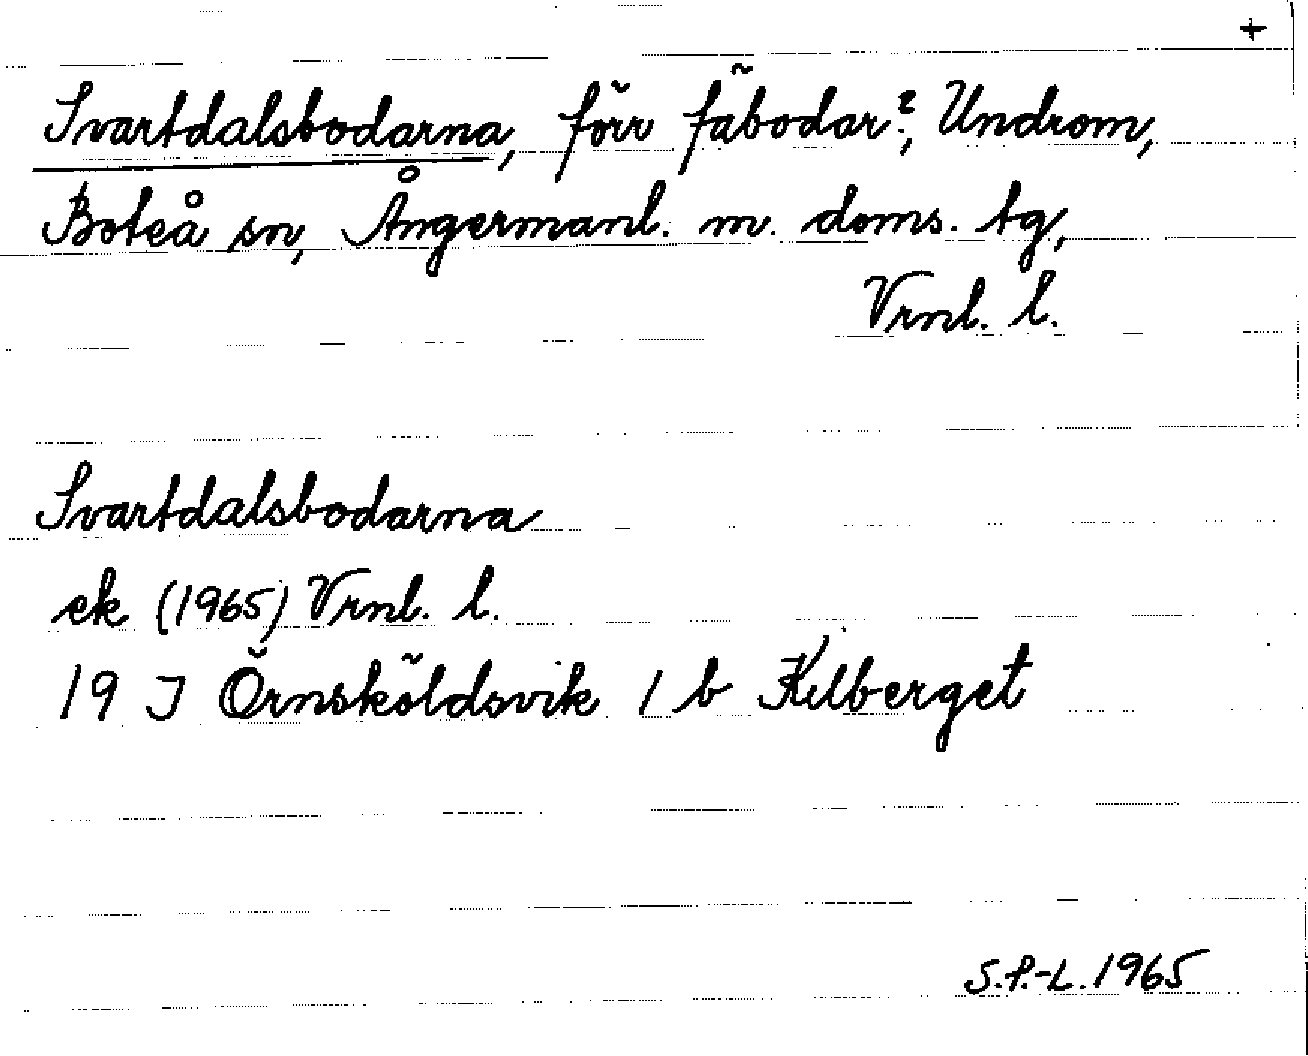 +
Svartdalsbodarna, förr fäbodar?, Undrom,
Boteå sn, Ångermanl. m. doms. tg,
Vrnl. l.
Svartdalsbodarna
ek (1965) Vrnl. l.
19 J Örnsköldsvik 1 b Kilberget
S.P.-L. 1965